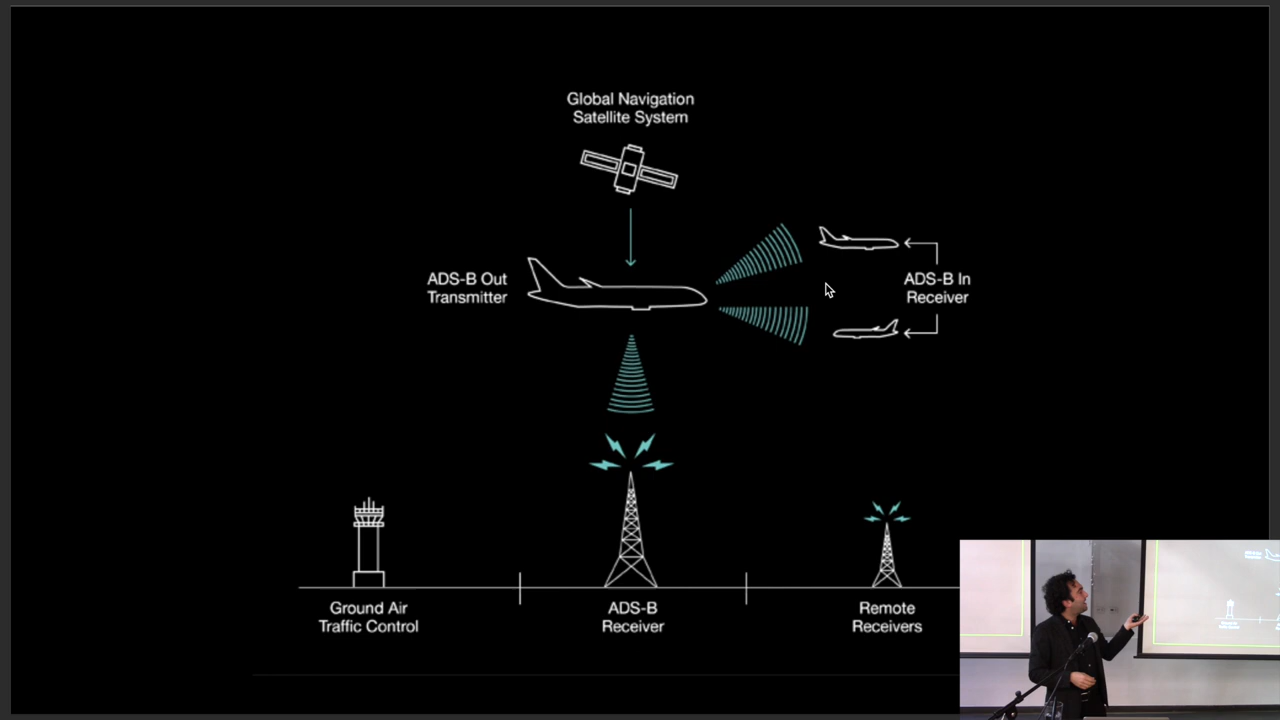 Global Navigation
Satellite System
ADS-B Out
Transmitter
ADS-B In
Receiver
Ground Air
Traffic Control
ADS-B
Receiver
Remote
Receivers